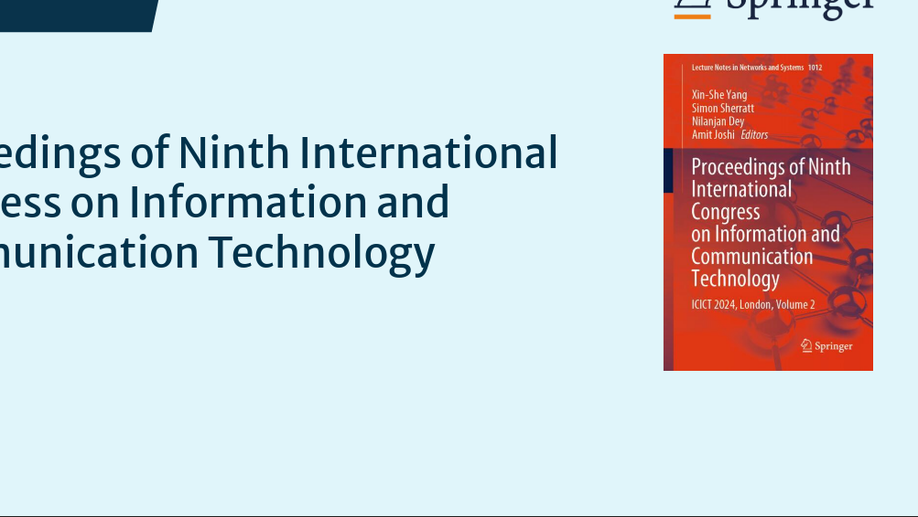 Springer
edings of Ninth International
ess on Information and
munication Technology
Lecture Notes in Networks and Systems 1012
Xin-She Yang
Simon Sherratt
Nilanjan Dey
Amit Joshi Editors
Proceedings of Ninth
International
Congress
on Information and
Communication
Technology
ICICT 2024, London, Volume 2
Springer